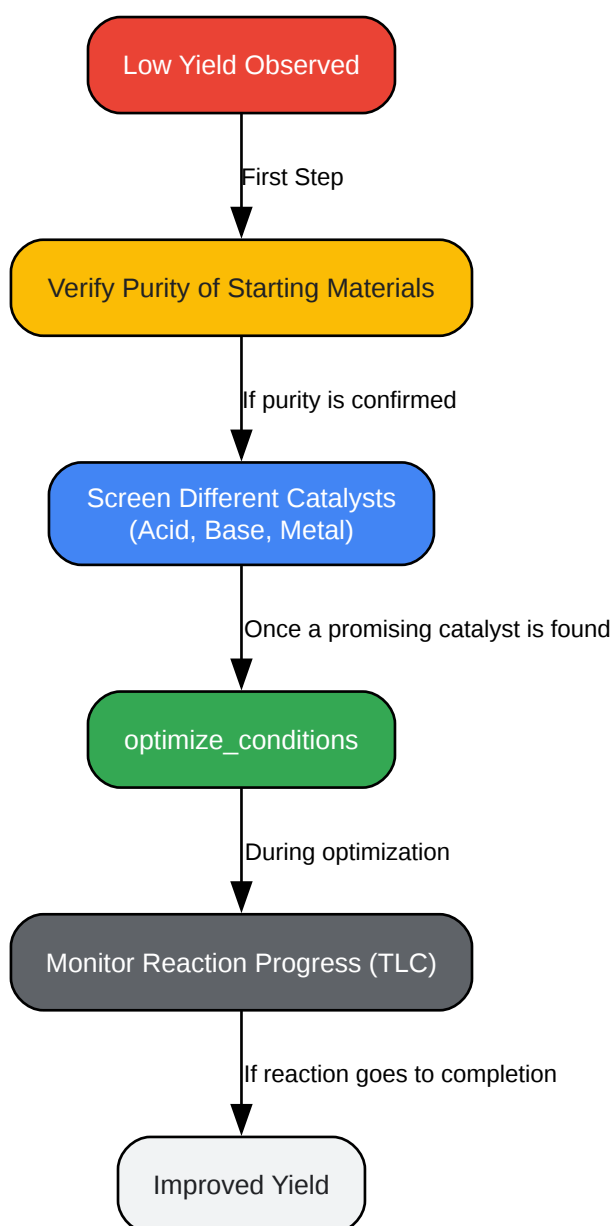 Low Yield Observed
First Step
Verify Purity of Starting Materials
If purity is confirmed
Screen Different Catalysts
(Acid, Base, Metal)
Once a promising catalyst is found
optimize_conditions
During optimization
Monitor Reaction Progress (TLC)
If reaction goes to completion
Improved Yield